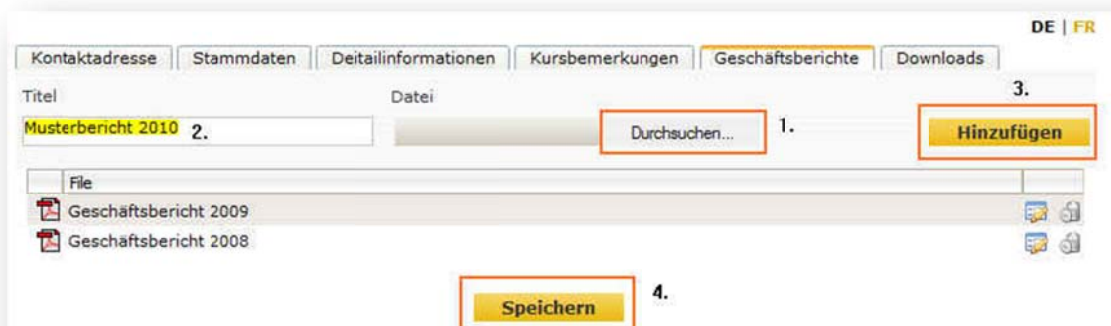 DE | FR
Kontaktadresse Stammdaten Deitailinformationen Kursbemerkungen Geschäftsberichte Downloads
Titel Datei 3.
Musterbericht 2010 2. Durchsuchen... 1. Hinzufügen
File
Geschäftsbericht 2009
Geschäftsbericht 2008
Speichern 4.